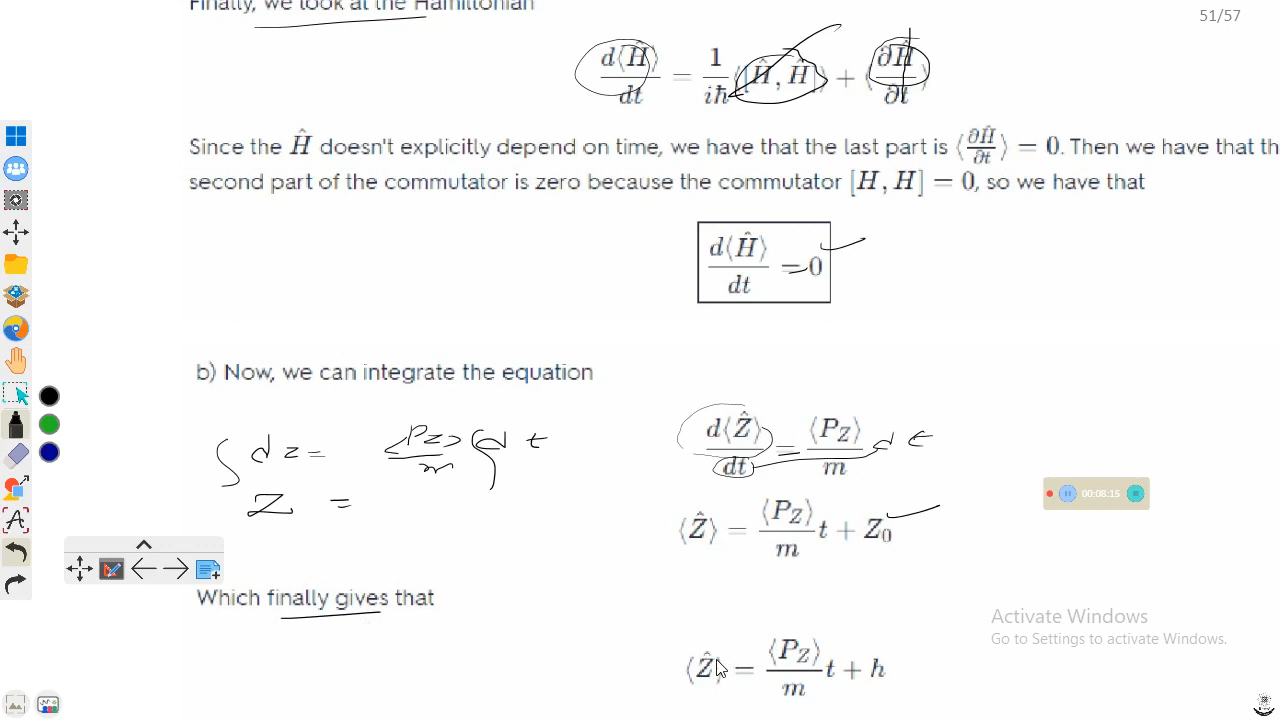 51/57
Finally, we look at the Hamiltonian
d⟨Ĥ⟩/dt = 1/iħ ⟨[Ĥ, Ĥ]⟩ + ⟨∂Ĥ/∂t⟩
Since the Ĥ doesn't explicitly depend on time, we have that the last part is ⟨∂Ĥ/∂t⟩ = 0. Then we have that th
second part of the commutator is zero because the commutator [H, H] = 0, so we have that
d⟨Ĥ⟩/dt = 0
b) Now, we can integrate the equation
∫ dz = <Pz>/m ∫ dt
d⟨Ẑ⟩/dt = ⟨P_Z⟩/m dt
Z =
⟨Ẑ⟩ = ⟨P_Z⟩/m t + Z₀
00:08:15
Which finally gives that
⟨Ẑ⟩ = ⟨P_Z⟩/m t + h
Activate Windows
Go to Settings to activate Windows.